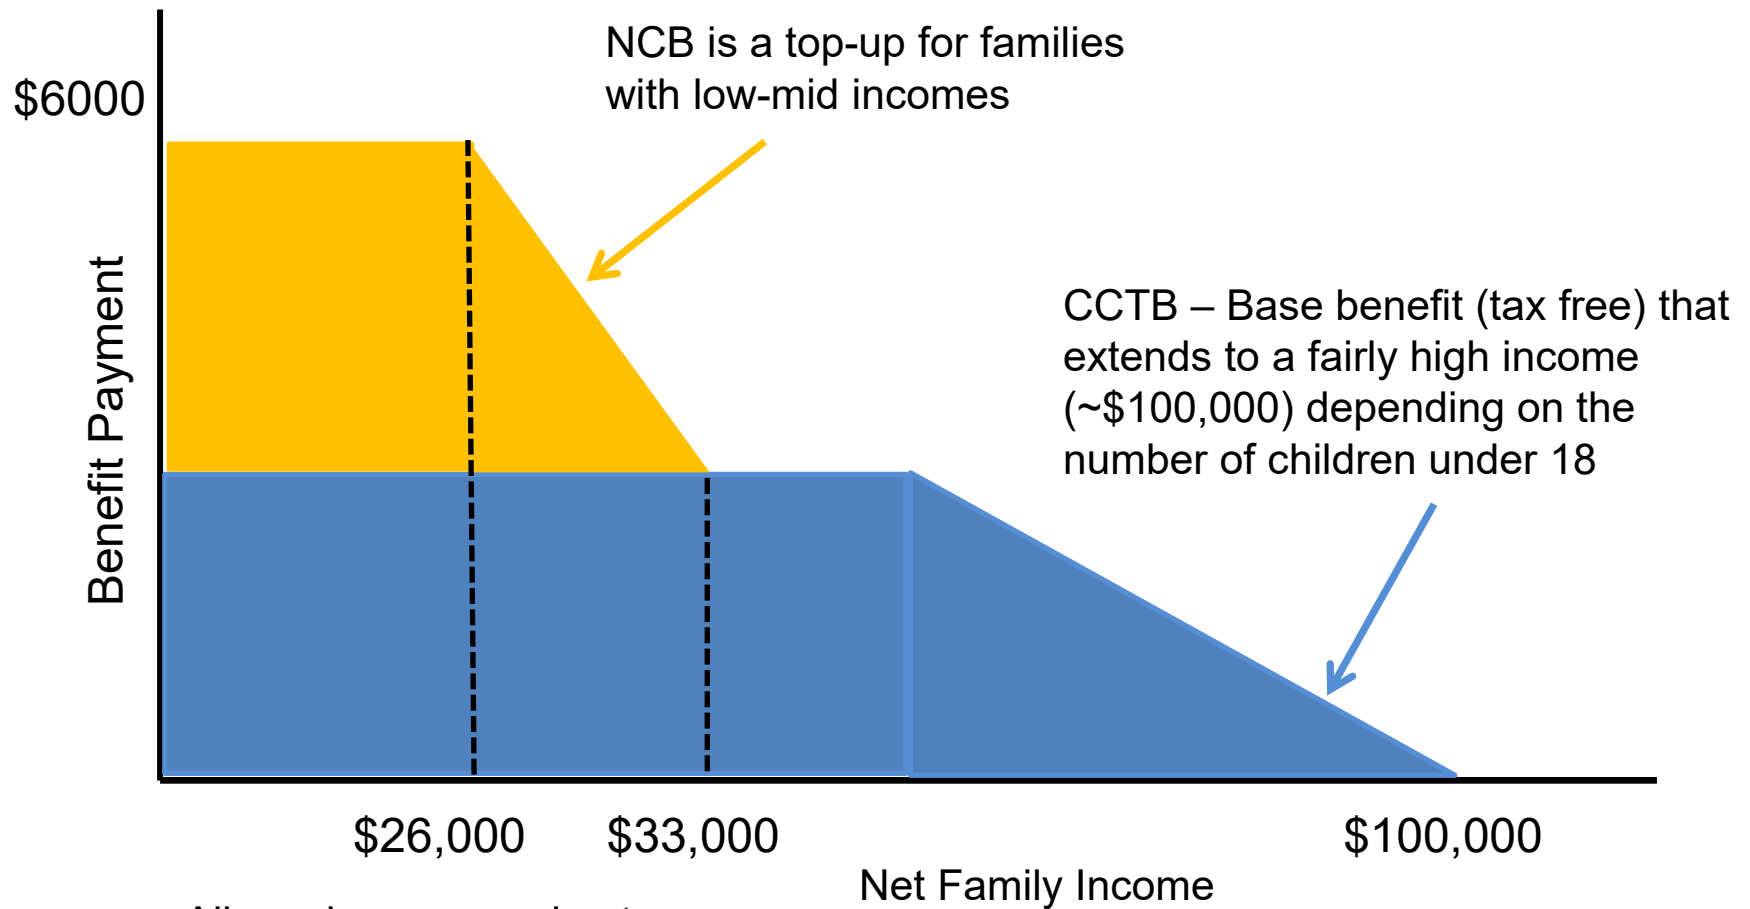 NCB is a top-up for families
with low-mid incomes
$6000
Benefit Payment
CCTB – Base benefit (tax free) that
extends to a fairly high income
(~$100,000) depending on the
number of children under 18
$26,000
$33,000
$100,000
Net Family Income